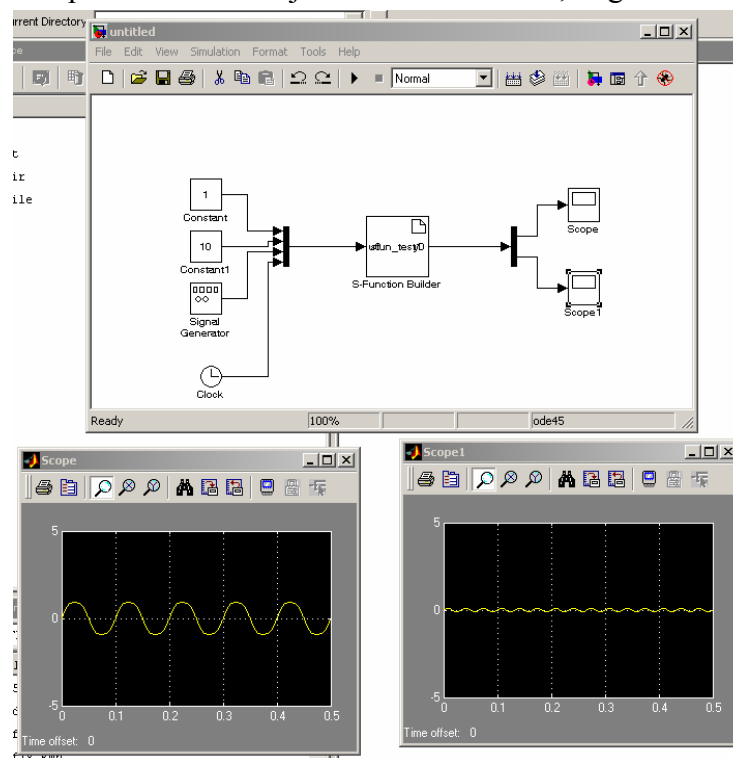 urrent Directory
untitled
File Edit View Simulation Format Tools Help
Normal
ir
ile
1
Constant
10
Constant1
Signal
Generator
Clock
S-Function Builder
Scope
Scope1
Ready 100% ode45
Scope
5
0
-5
0 0.1 0.2 0.3 0.4 0.5
Time offset: 0
Scope1
5
0
-5
0 0.1 0.2 0.3 0.4 0.5
Time offset: 0